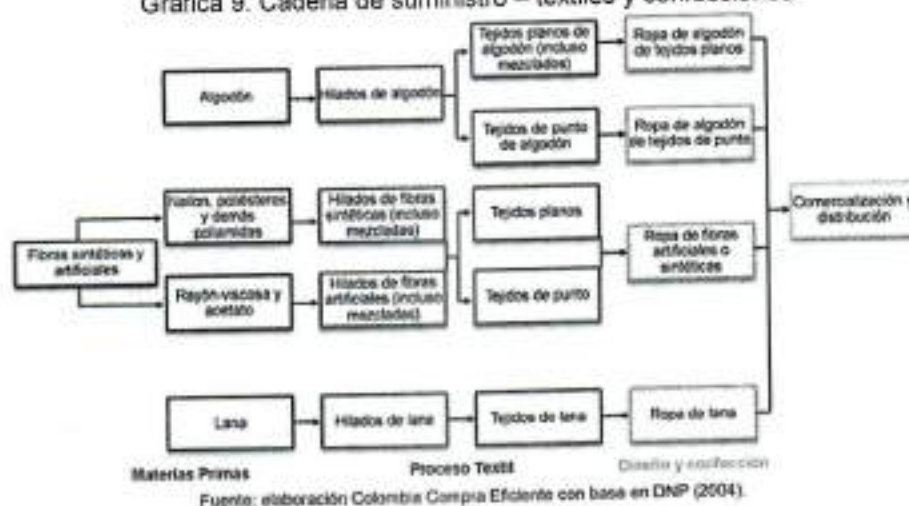 Gráfica 9. Cadena de suministro – textiles y confecciones
Tejidos planos de
algodón (incluso
mezclados)
Ropa de algodón
de tejidos planos
Algodón
Hilados de algodón
Tejidos de punto
de algodón
Ropa de algodón
de tejidos de punto
Comercialización y
distribución
Nailon, poliésteres
y demás
poliamidas
Hilados de fibras
sintéticas (incluso
mezcladas)
Tejidos planos
Fibras sintéticas y
artificiales
Ropa de fibras
artificiales o
sintéticas
Rayón-viscosa y
acetato
Hilados de fibras
artificiales (incluso
mezcladas)
Tejidos de punto
Lana
Hilados de lana
Tejidos de lana
Ropa de lana
Materias Primas
Proceso Textil
Diseño y confección
Fuente: elaboración Colombia Compra Eficiente con base en DNP (2004).